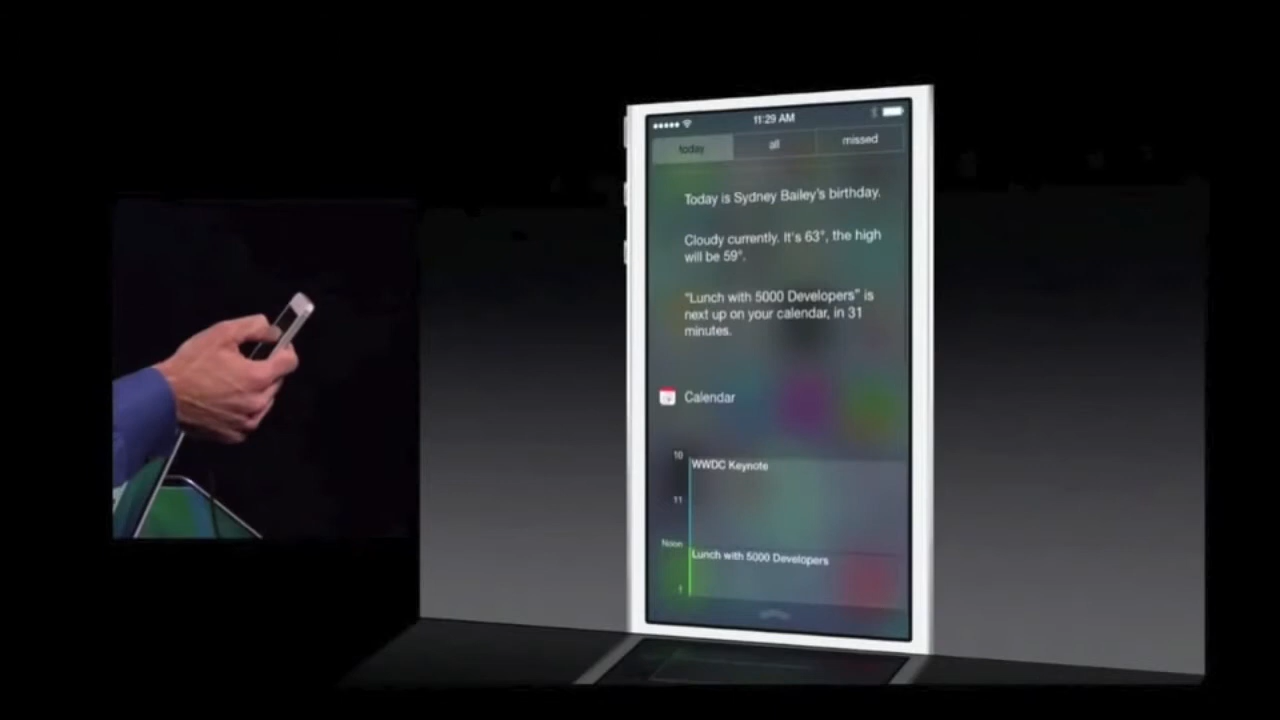 11:29 AM
today all missed
Today is Sydney Bailey's birthday.
Cloudy currently. It's 63°, the high
will be 59°.
"Lunch with 5000 Developers" is
next up on your calendar, in 31
minutes.
Calendar
10
WWDC Keynote
11
Noon
Lunch with 5000 Developers
1